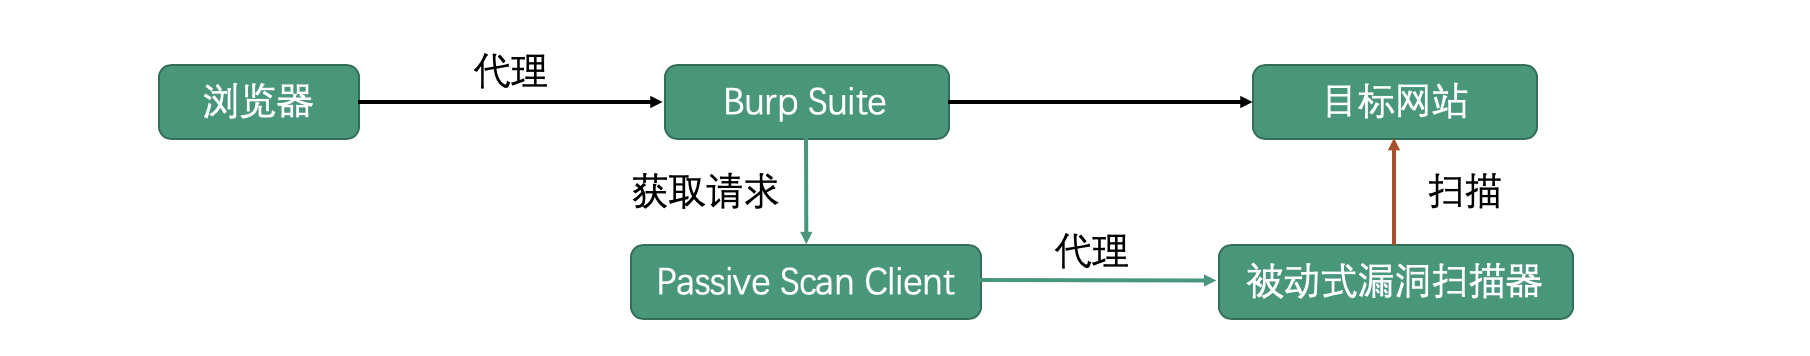 代理
浏览器
Burp Suite
目标网站
获取请求
扫描
代理
Passive Scan Client
被动式漏洞扫描器